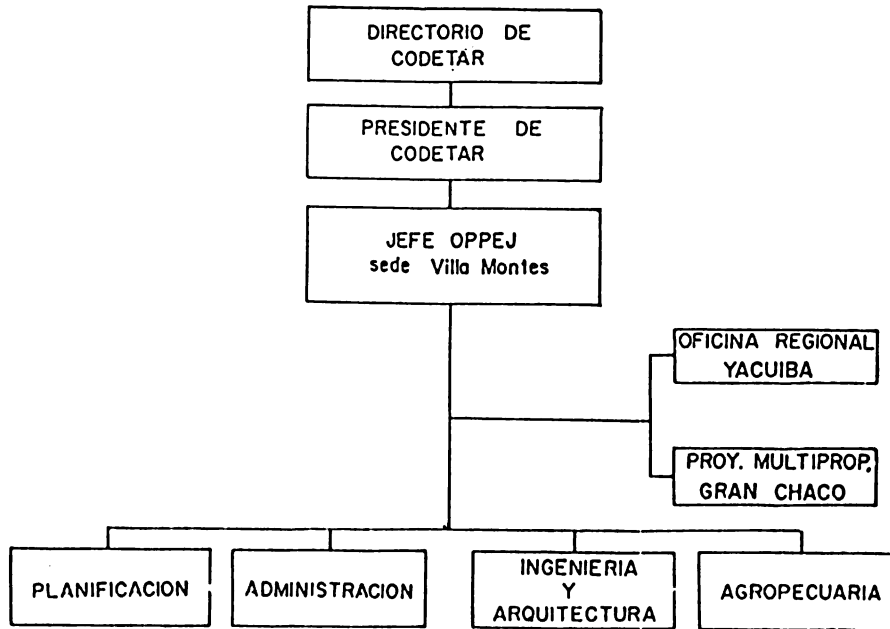 DIRECTORIO DE
CODETAR
PRESIDENTE DE
CODETAR
JEFE OPPEJ
sede Villa Montes
OFICINA REGIONAL
YACUIBA
PROY. MULTIPROP.
GRAN CHACO
PLANIFICACION
ADMINISTRACION
INGENIERIA
Y
ARQUITECTURA
AGROPECUARIA